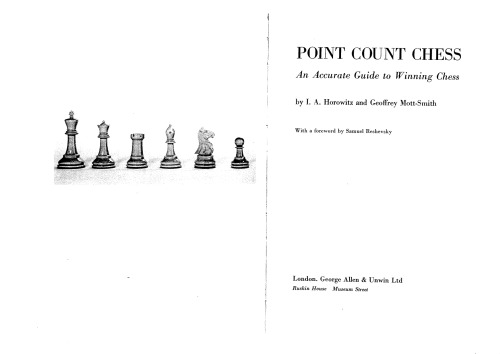 POINT COUNT CHESS
An Accurate Guide to Winning Chess
by I. A. Horowitz and Geoffrey Mott-Smith
With a foreword by Samuel Reshevsky
London. George Allen & Unwin Ltd
Ruskin House Museum Street